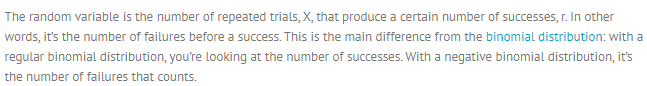 The random variable is the number of repeated trials, X, that produce a certain number of successes, r. In other
words, it's the number of failures before a success. This is the main difference from the binomial distribution: with a
regular binomial distribution, you're looking at the number of successes. With a negative binomial distribution, it's
the number of failures that counts.